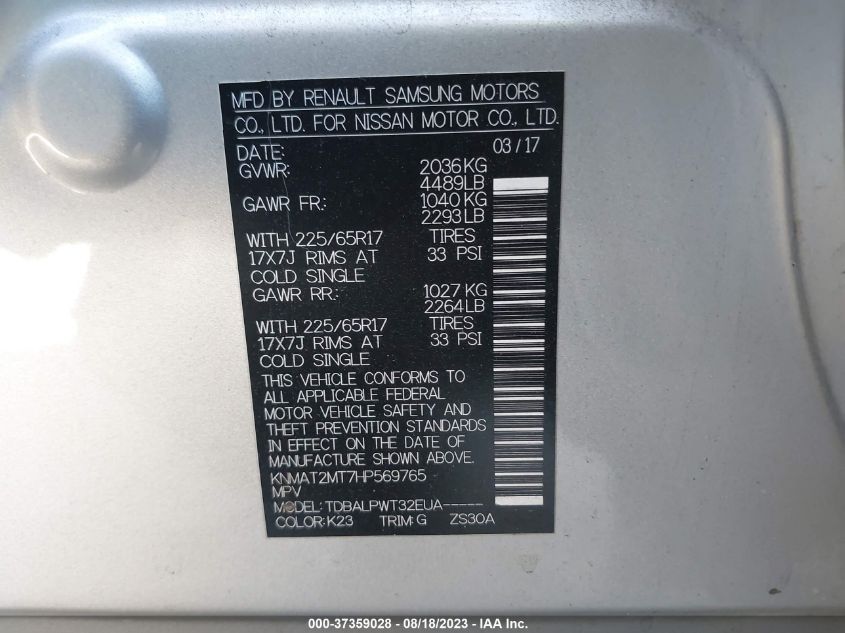 MFD BY RENAULT SAMSUNG MOTORS
CO., LTD. FOR NISSAN MOTOR CO., LTD.
DATE: 03/17
GVWR: 2036KG
4489LB
GAWR FR: 1040 KG
2293LB
WITH 225/65R17 TIRES
17X7J RIMS AT 33 PSI
COLD SINGLE
GAWR RR: 1027 KG
2264LB
WITH 225/65R17 TIRES
17X7J RIMS AT 33 PSI
COLD SINGLE
THIS VEHICLE CONFORMS TO
ALL APPLICABLE FEDERAL
MOTOR VEHICLE SAFETY AND
THEFT PREVENTION STANDARDS
IN EFFECT ON THE DATE OF
MANUFACTURE SHOWN ABOVE.
KNMAT2MT7HP569765
MPV
MODEL: TDBALPWT32EUA-----
COLOR: K23 TRIM: G ZS30A
000-37359028 - 08/18/2023 - IAA Inc.